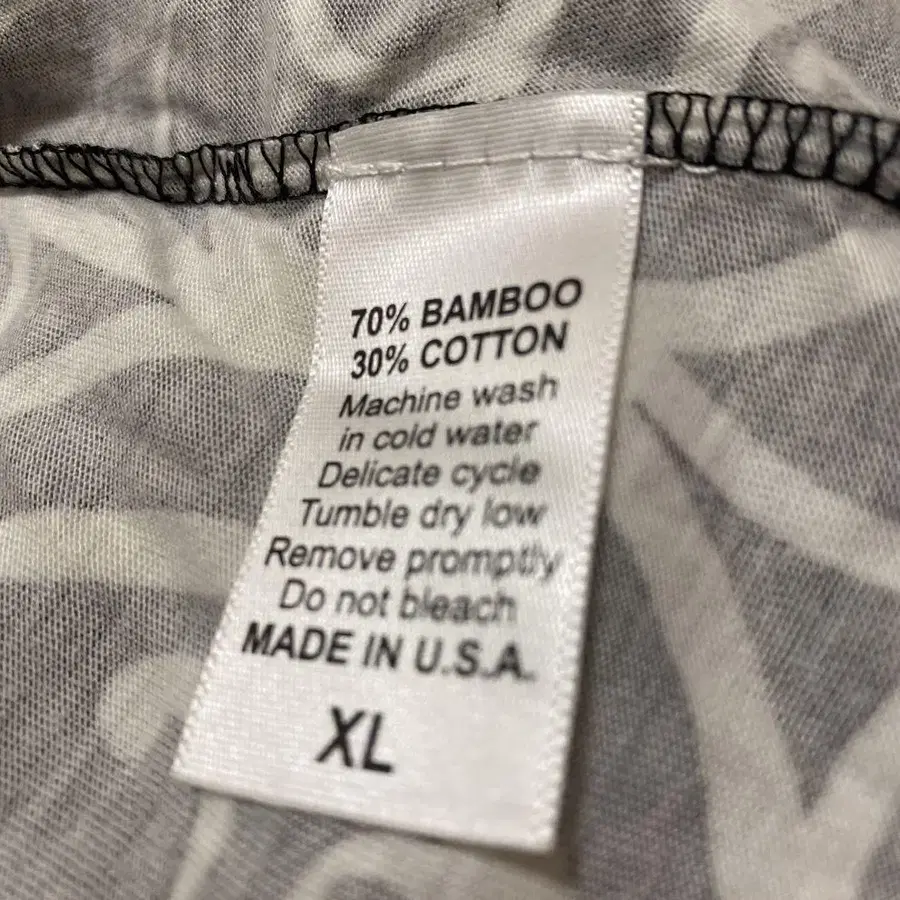 70% BAMBOO
30% COTTON
Machine wash
in cold water
Delicate cycle
Tumble dry low
Remove promptly
Do not bleach
MADE IN U.S.A.
XL